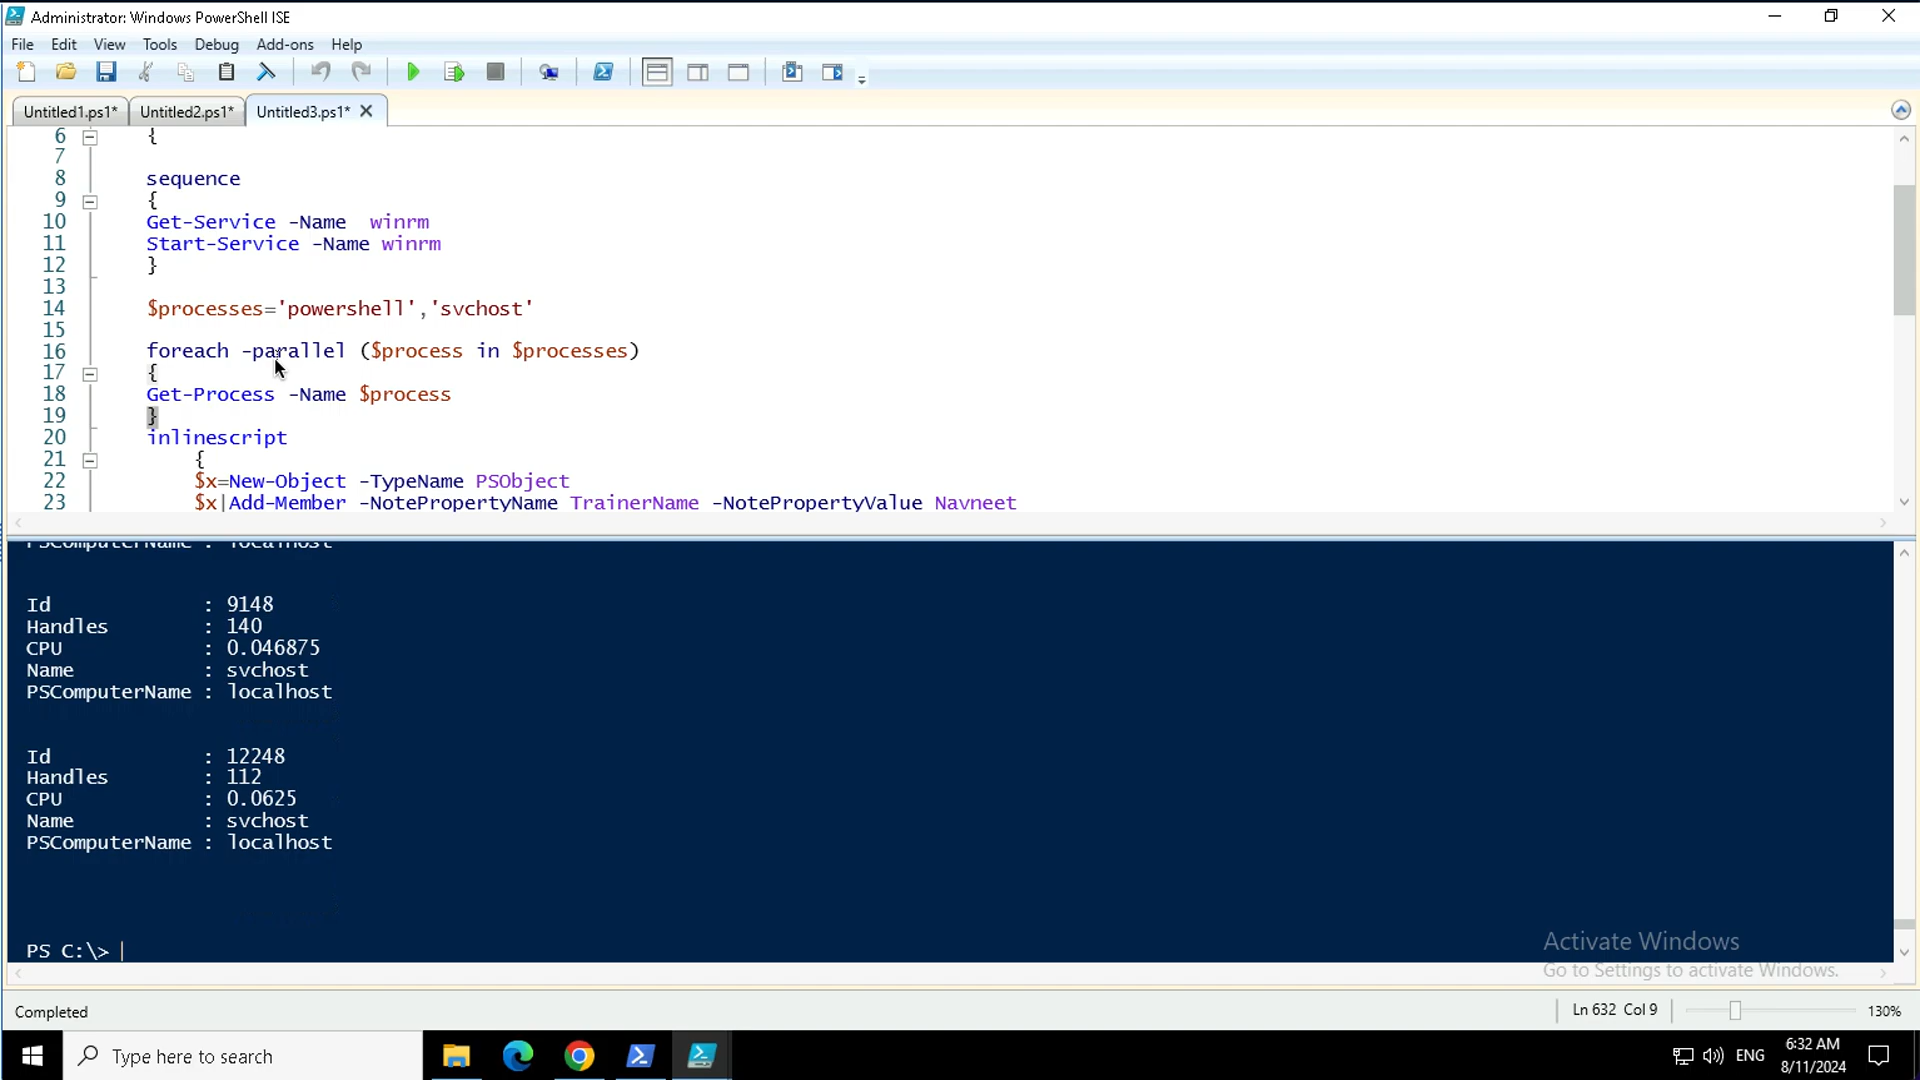 Administrator: Windows PowerShell ISE
File Edit View Tools Debug Add-ons Help
Untitled1.ps1* Untitled2.ps1* Untitled3.ps1*
6 {
7
8 sequence
9 {
10 Get-Service -Name  winrm
11 Start-Service -Name winrm
12 }
13
14 $processes='powershell','svchost'
15
16 foreach -parallel ($process in $processes)
17 {
18 Get-Process -Name $process
19 }
20 inlinescript
21 {
22 $x=New-Object -TypeName PSObject
23 $x|Add-Member -NotePropertyName TrainerName -NotePropertyValue Navneet
PSComputerName : localhost
Id : 9148
Handles : 140
CPU : 0.046875
Name : svchost
PSComputerName : localhost
Id : 12248
Handles : 112
CPU : 0.0625
Name : svchost
PSComputerName : localhost
PS C:\>
Activate Windows
Go to Settings to activate Windows.
Completed
Ln 632 Col 9
130%
Type here to search
ENG
6:32 AM
8/11/2024